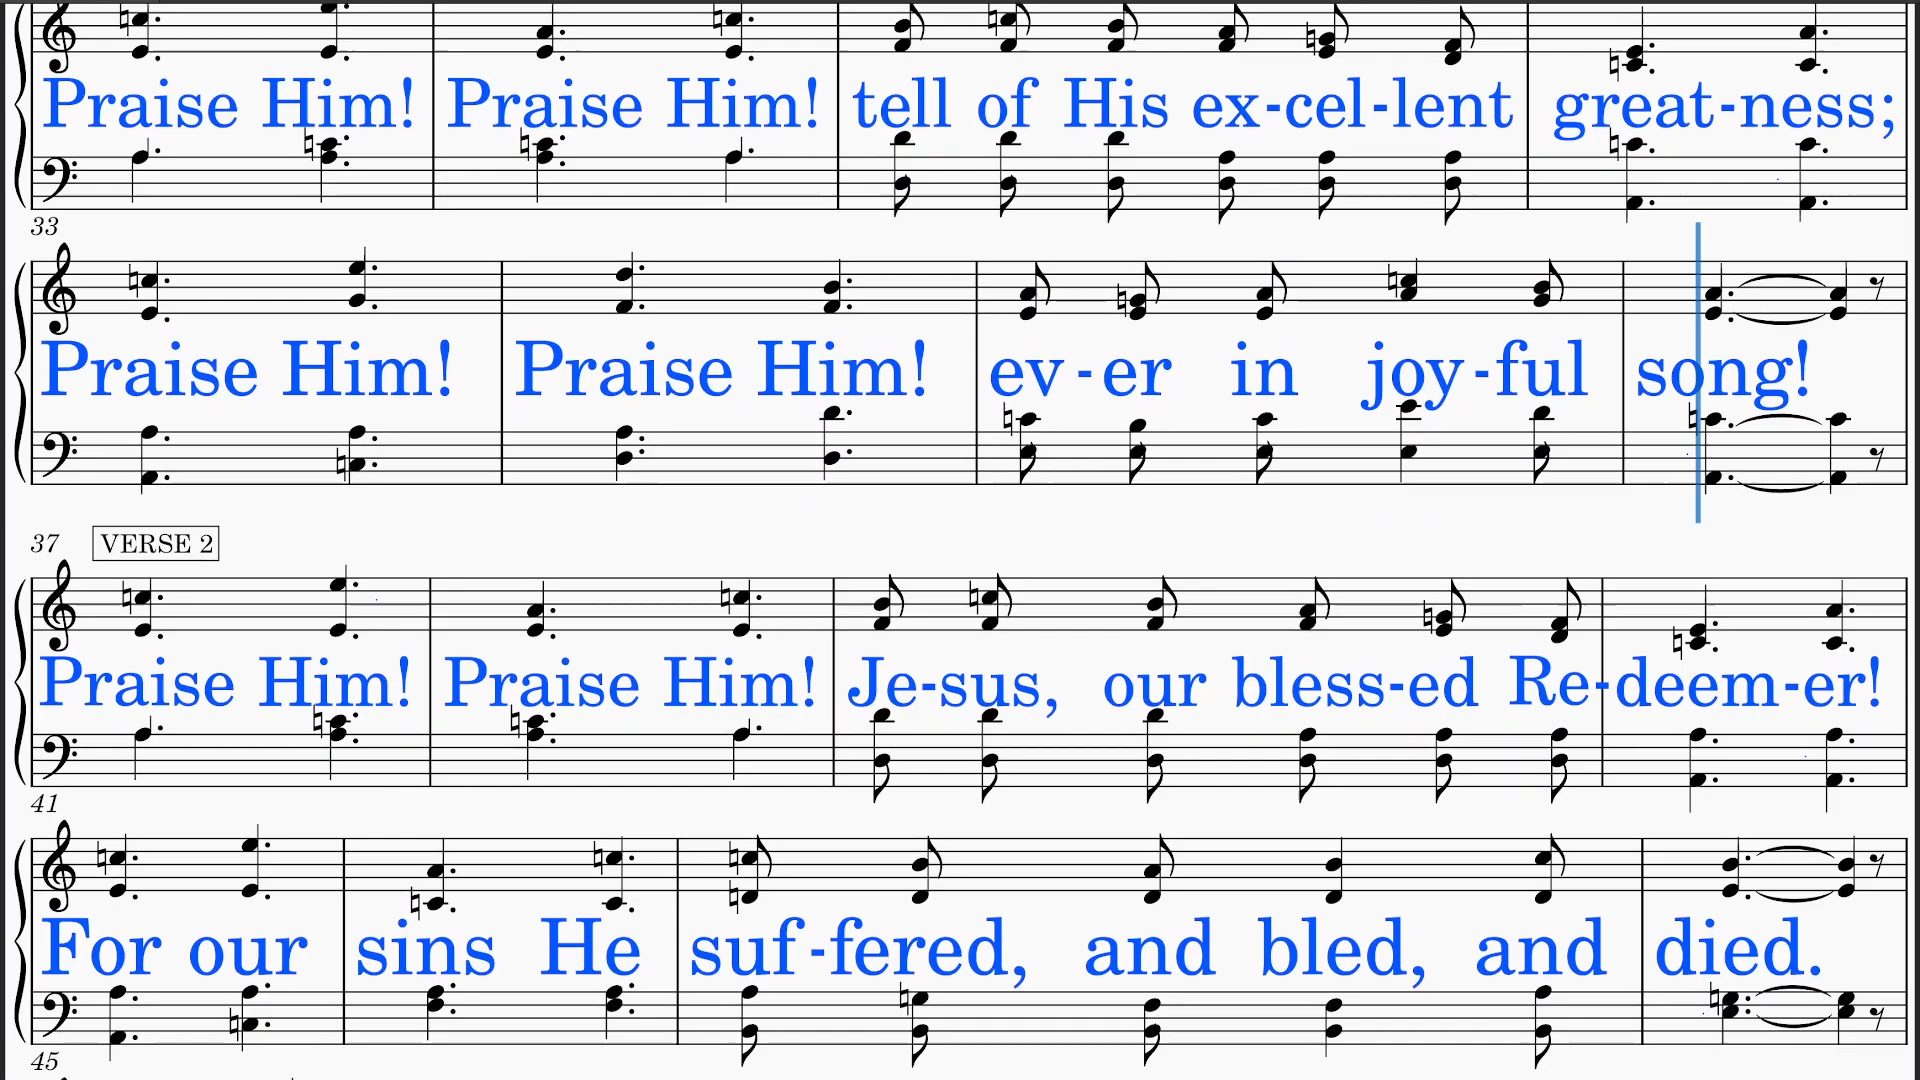 Praise Him! Praise Him! tell of His ex-cel-lent great-ness;
33
Praise Him! Praise Him! ev-er in joy-ful song!
37 VERSE 2
Praise Him! Praise Him! Je-sus, our bless-ed Re-deem-er!
41
For our sins He suf-fered, and bled, and died.
45